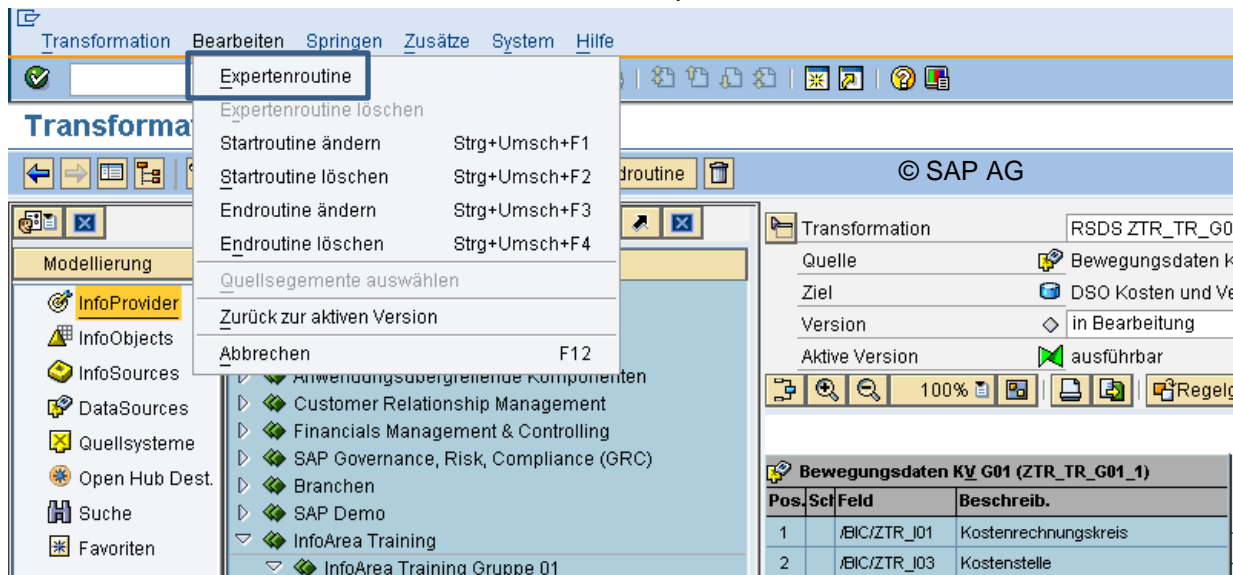 Transformation Bearbeiten Springen Zusätze System Hilfe
Expertenroutine
Expertenroutine löschen
Transforma
Startroutine ändern Strg+Umsch+F1
Startroutine löschen Strg+Umsch+F2
droutine
© SAP AG
Endroutine ändern Strg+Umsch+F3
Endroutine löschen Strg+Umsch+F4
Quellsegemente auswählen
Zurück zur aktiven Version
Abbrechen F12
Modellierung
InfoProvider
InfoObjects
InfoSources
DataSources
Quellsysteme
Open Hub Dest.
Suche
Favoriten
Anwendungsübergreifende Komponenten
Customer Relationship Management
Financials Management & Controlling
SAP Governance, Risk, Compliance (GRC)
Branchen
SAP Demo
InfoArea Training
InfoArea Training Gruppe 01
Transformation RSDS ZTR_TR_G0
Quelle Bewegungsdaten K
Ziel DSO Kosten und Ve
Version in Bearbeitung
Aktive Version ausführbar
100% Regelg
Bewegungsdaten KV G01 (ZTR_TR_G01_1)
Pos. Sch Feld Beschreib.
1 /BIC/ZTR_I01 Kostenrechnungskreis
2 /BIC/ZTR_I03 Kostenstelle